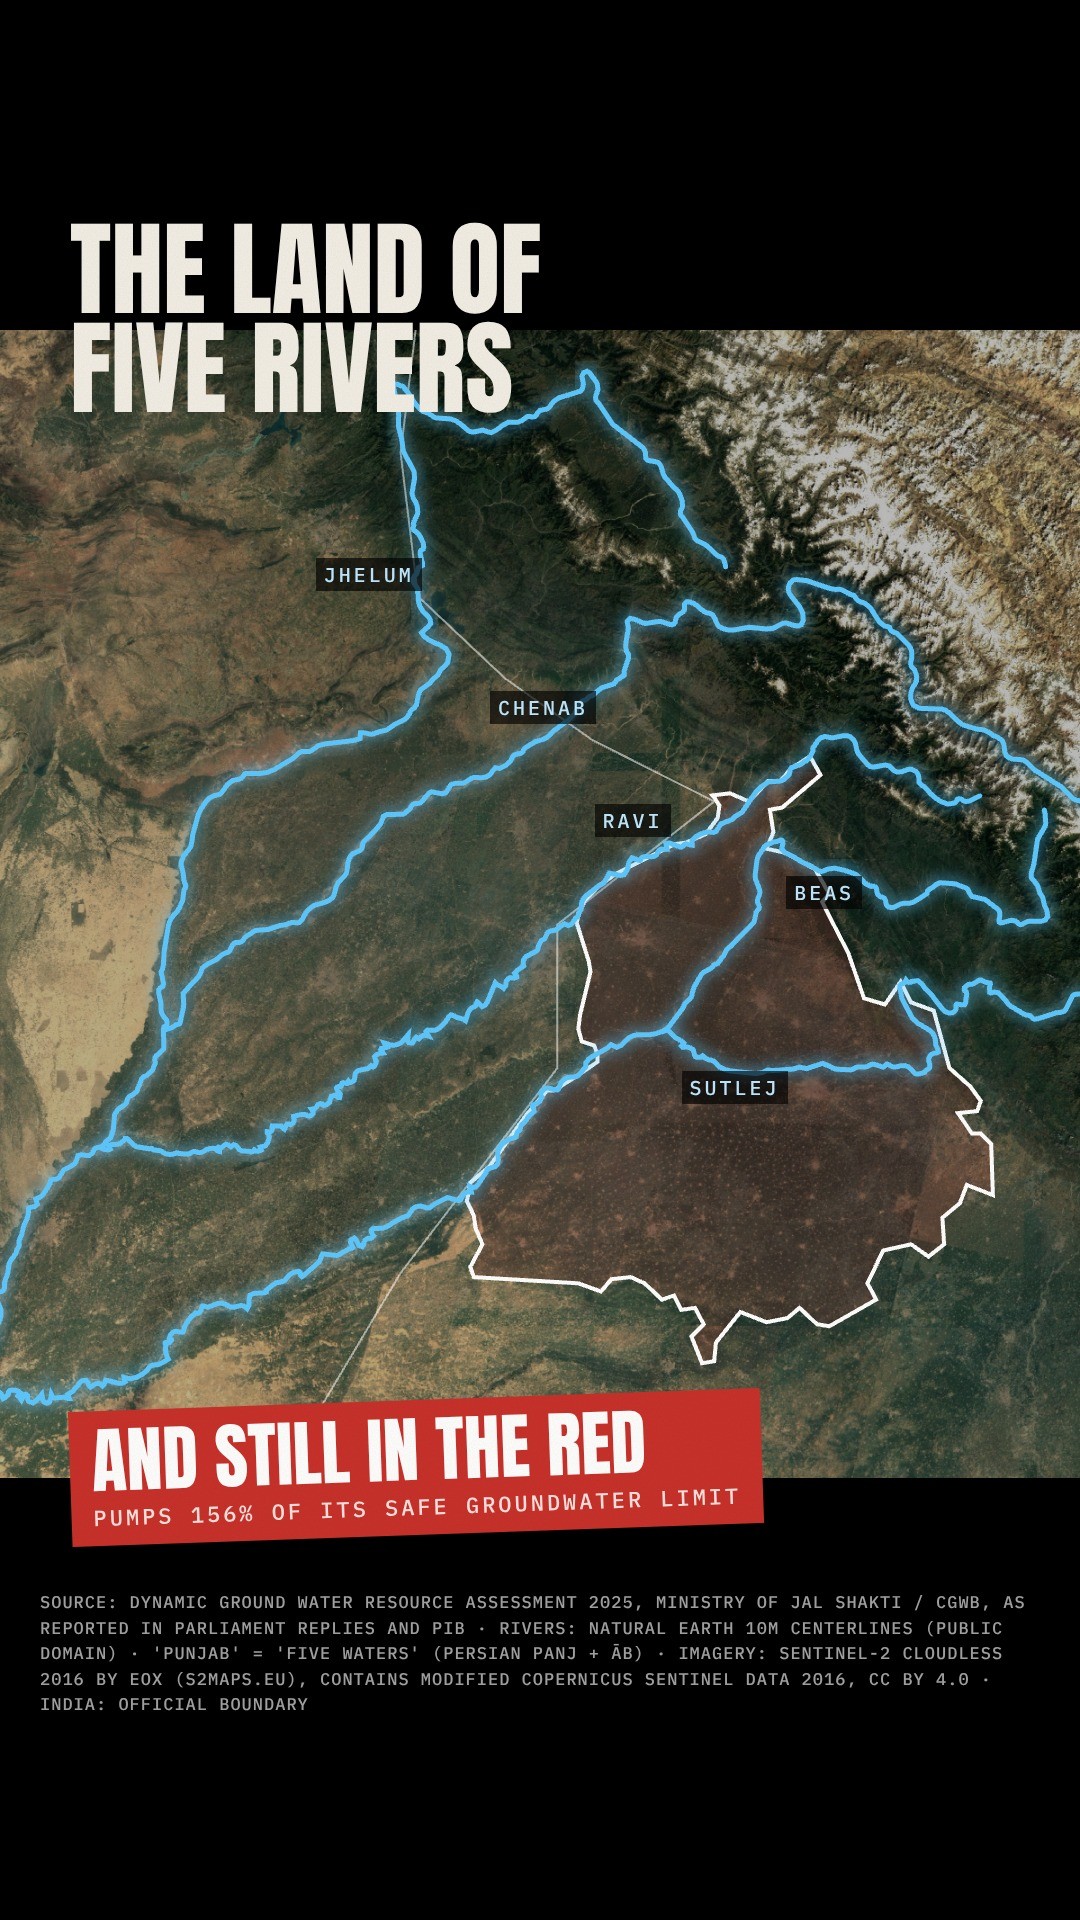 THE LAND OF
FIVE RIVERS
JHELUM
CHENAB
RAVI
BEAS
SUTLEJ
AND STILL IN THE RED
PUMPS 156% OF ITS SAFE GROUNDWATER LIMIT
SOURCE: DYNAMIC GROUND WATER RESOURCE ASSESSMENT 2025, MINISTRY OF JAL SHAKTI / CGWB, AS
REPORTED IN PARLIAMENT REPLIES AND PIB · RIVERS: NATURAL EARTH 10M CENTERLINES (PUBLIC
DOMAIN) · 'PUNJAB' = 'FIVE WATERS' (PERSIAN PANJ + ĀB) · IMAGERY: SENTINEL-2 CLOUDLESS
2016 BY EOX (S2MAPS.EU), CONTAINS MODIFIED COPERNICUS SENTINEL DATA 2016, CC BY 4.0 ·
INDIA: OFFICIAL BOUNDARY